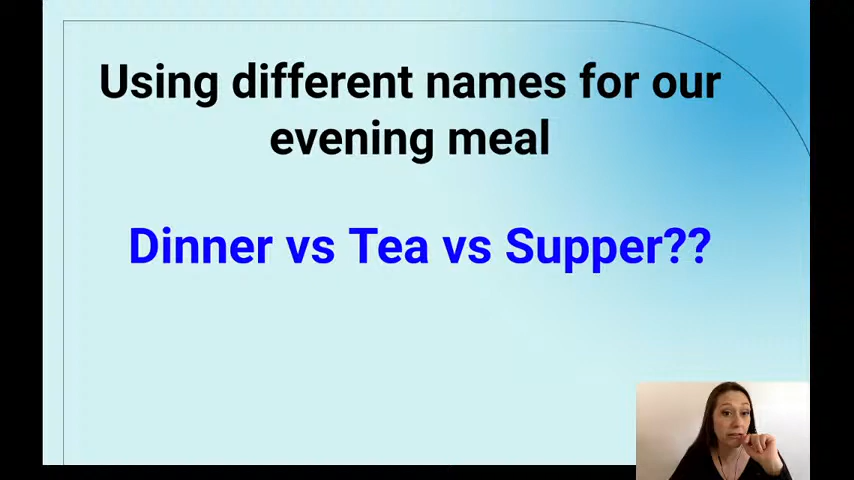 Using different names for our
evening meal
Dinner vs Tea vs Supper??